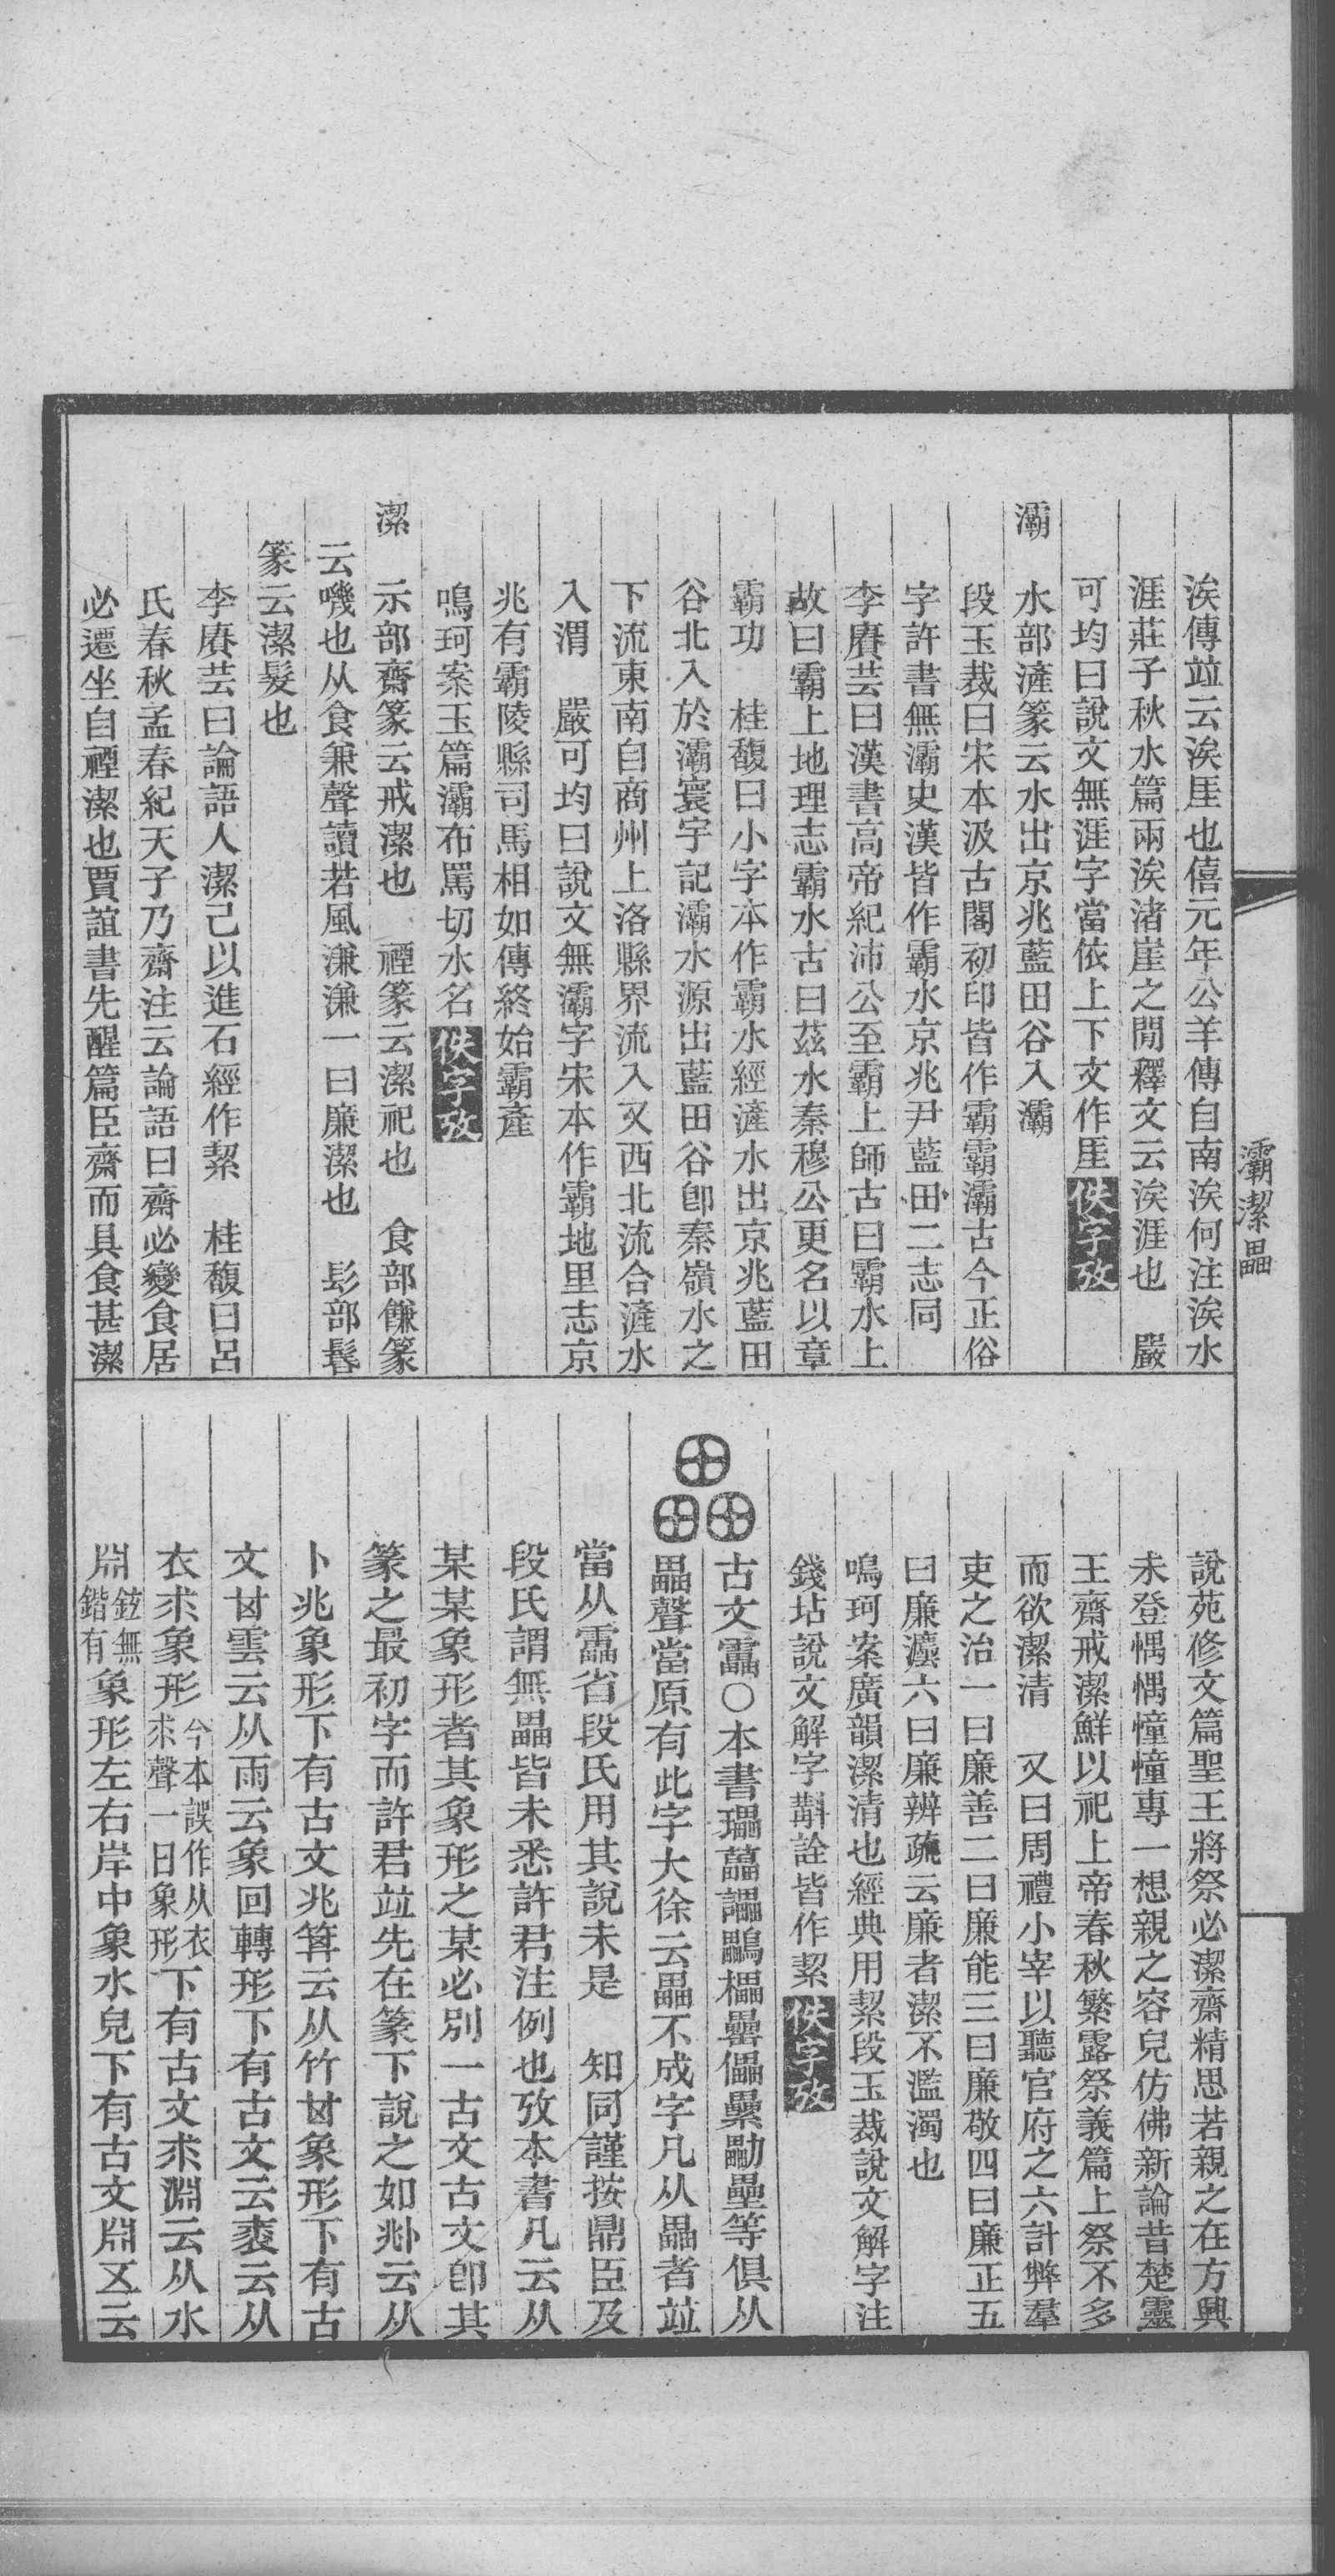 涘傳竝云涘厓也僖元年公羊傳自南涘何注涘水
涯莊子秋水篇兩涘渚崖之閒釋文云涘涯也　嚴
可均曰說文無涯字當依上下文作厓佚字攷
灞　水部滻篆云水出京兆藍田谷入灞
段玉裁曰宋本汲古閣初印皆作霸霸灞古今正俗
字許書無灞史漢皆作霸水京兆尹藍田二志同
李賡芸曰漢書高帝紀沛公至霸上師古曰霸水上
故曰霸上地理志霸水古曰茲水秦穆公更名以章
霸功　桂馥曰小字本作霸水經滻水出京兆藍田
谷北入於灞寰宇記灞水源出藍田谷卽秦嶺水之
下流東南自商州上洛縣界流入又西北流合滻水
入渭　嚴可均曰說文無灞字宋本作霸地里志京
兆有霸陵縣司馬相如傳終始霸產
鳴珂案玉篇灞布罵切水名佚字攷
潔　示部齋篆云戒潔也　禋篆云潔祀也　食部饊篆
云嘰也从食兼聲讀若風溓溓一曰廉潔也　髟部鬊
篆云潔髮也
李賡芸曰論語人潔己以進石經作絜　桂馥曰呂
氏春秋孟春紀天子乃齋注云論語曰齋必變食居
必遷坐自禋潔也賈誼書先醒篇臣齋而具食甚潔
灞潔畾
說苑修文篇聖王將祭必潔齋精思若親之在方興
未登惆惆憧憧專一想親之容皃仿佛新論昔楚靈
王齋戒潔鮮以祀上帝春秋繁露祭義篇上祭不多
而欲潔清　又曰周禮小宰以聽官府之六計弊羣
吏之治一曰廉善二曰廉能三曰廉敬四曰廉正五
曰廉灋六曰廉辨疏云廉者潔不濫濁也
鳴珂案廣韻潔清也經典用絜段玉裁說文解字注
錢坫說文解字斠詮皆作絜佚字攷
畾　古文靁○本書瓃藟讄鸓櫑罍儡纍勴壘等俱从
畾聲當原有此字大徐云畾不成字凡从畾者竝
當从靁省段氏用其說未是　知同謹按鼎臣及
段氏謂無畾皆未悉許君注例也攷本書凡云从
某某象形者其象形之某必別一古文古文卽其
篆之最初字而許君竝先在篆下說之如𠧞云从
卜兆象形下有古文兆箕云从竹𠀠象形下有古
文𠀠雲云从雨云象回轉形下有古文云裘云从
衣求象形今本誤作从衣求聲一曰象形下有古文求淵云从水
𣶒鉉無鍇有象形左右岸中象水皃下有古文𣶒又云